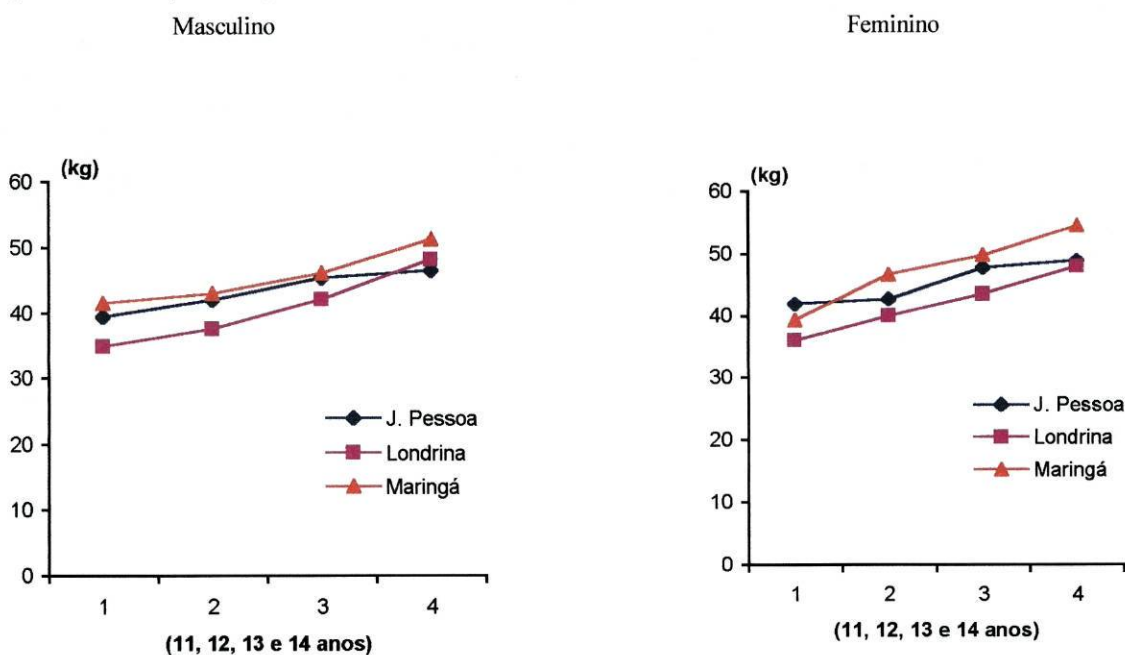 Masculino
(kg)
60
50
40
30
20
10
0
J. Pessoa
Londrina
Maringá
1 2 3 4
(11, 12, 13 e 14 anos)
Feminino
(kg)
60
50
40
30
20
10
0
J. Pessoa
Londrina
Maringá
1 2 3 4
(11, 12, 13 e 14 anos)